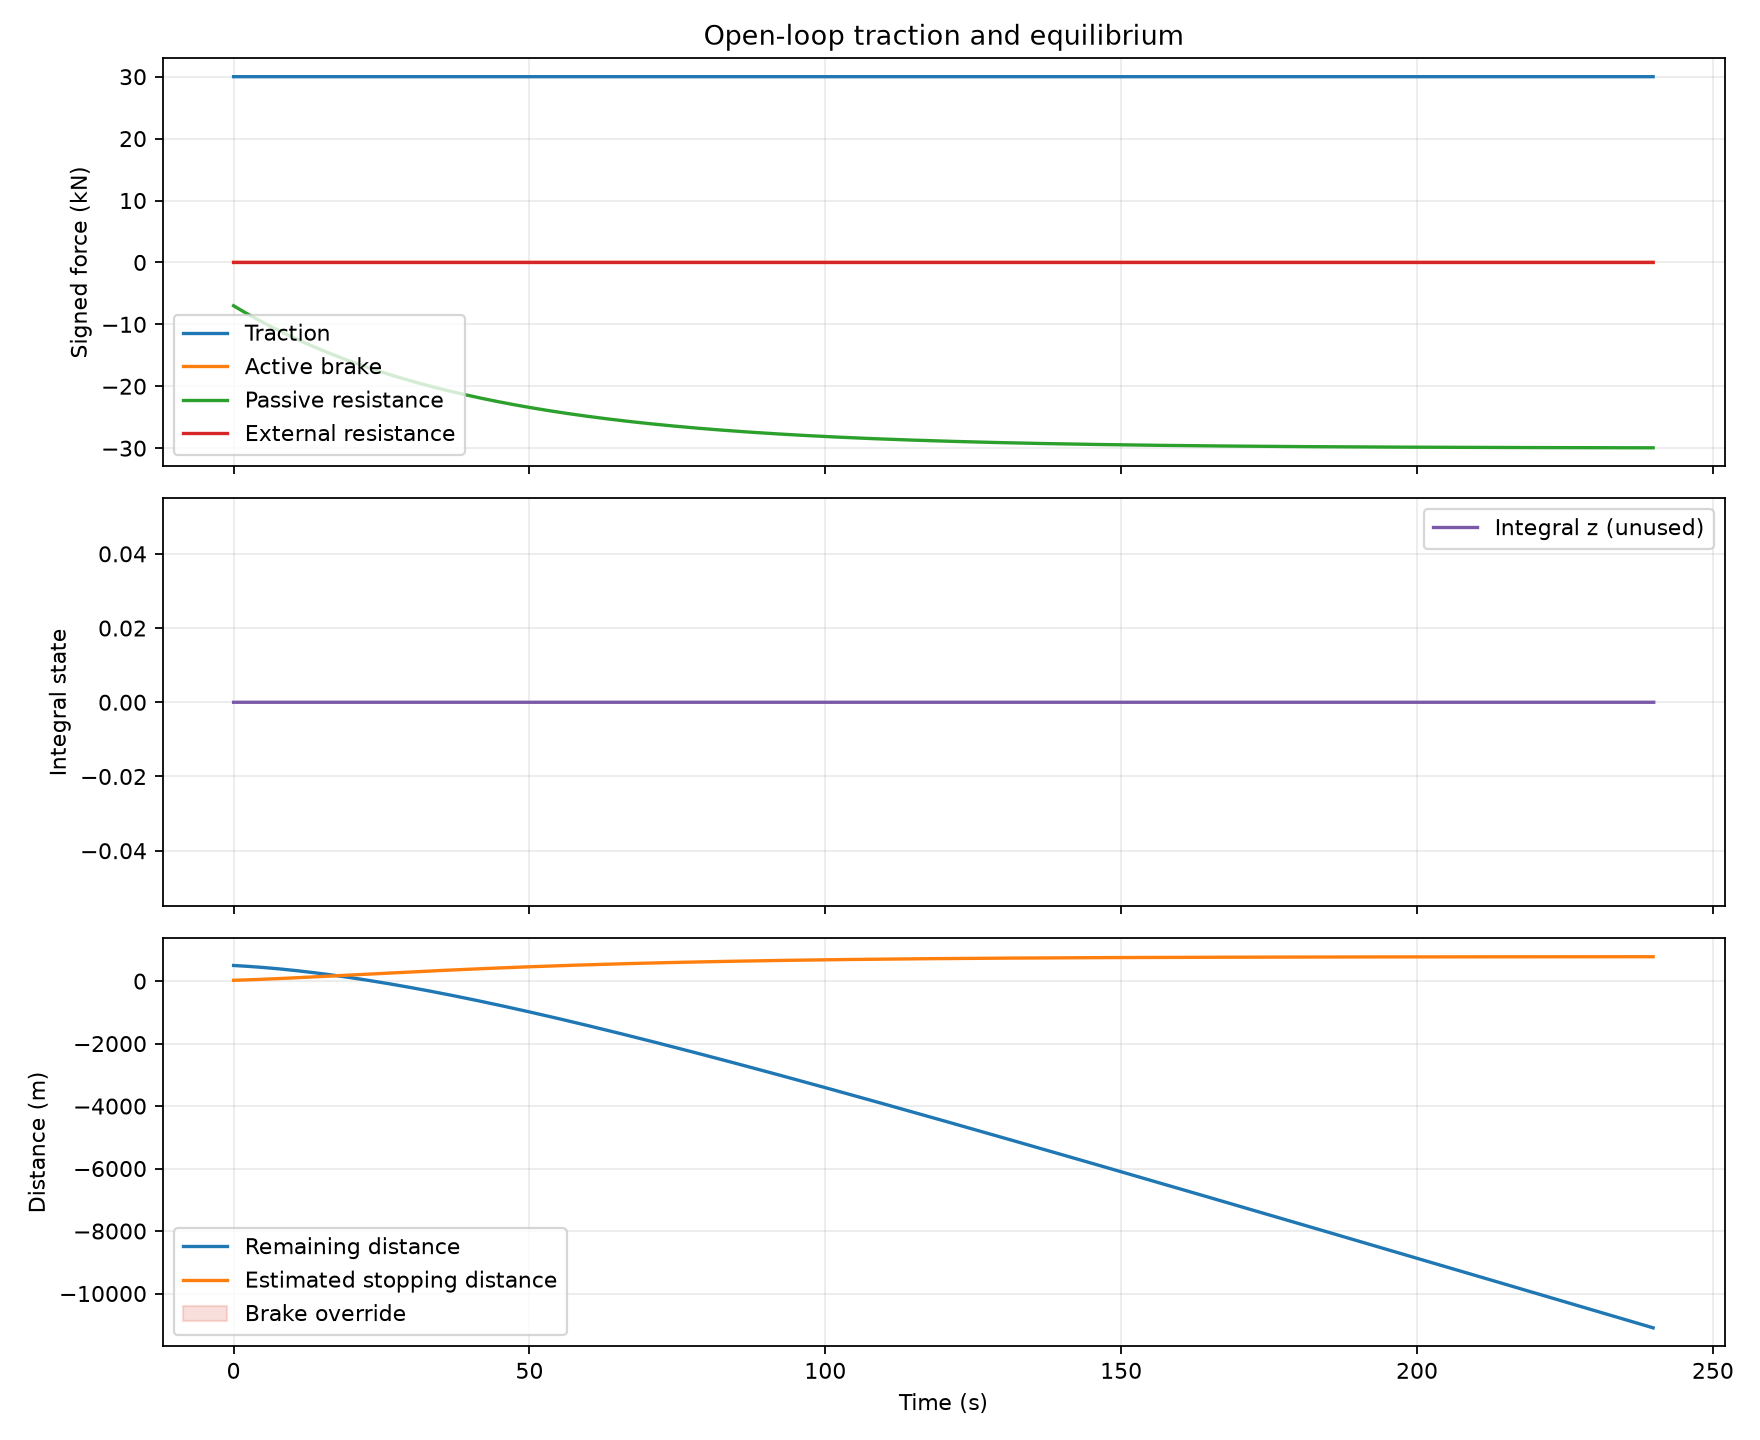 Open-loop traction and equilibrium
30
20
10
0
−10
−20
−30
Signed force (kN)
Traction
Active brake
Passive resistance
External resistance
0.04
0.02
0.00
−0.02
−0.04
Integral state
Integral z (unused)
0
−2000
−4000
−6000
−8000
−10000
Distance (m)
Remaining distance
Estimated stopping distance
Brake override
0 50 100 150 200 250
Time (s)